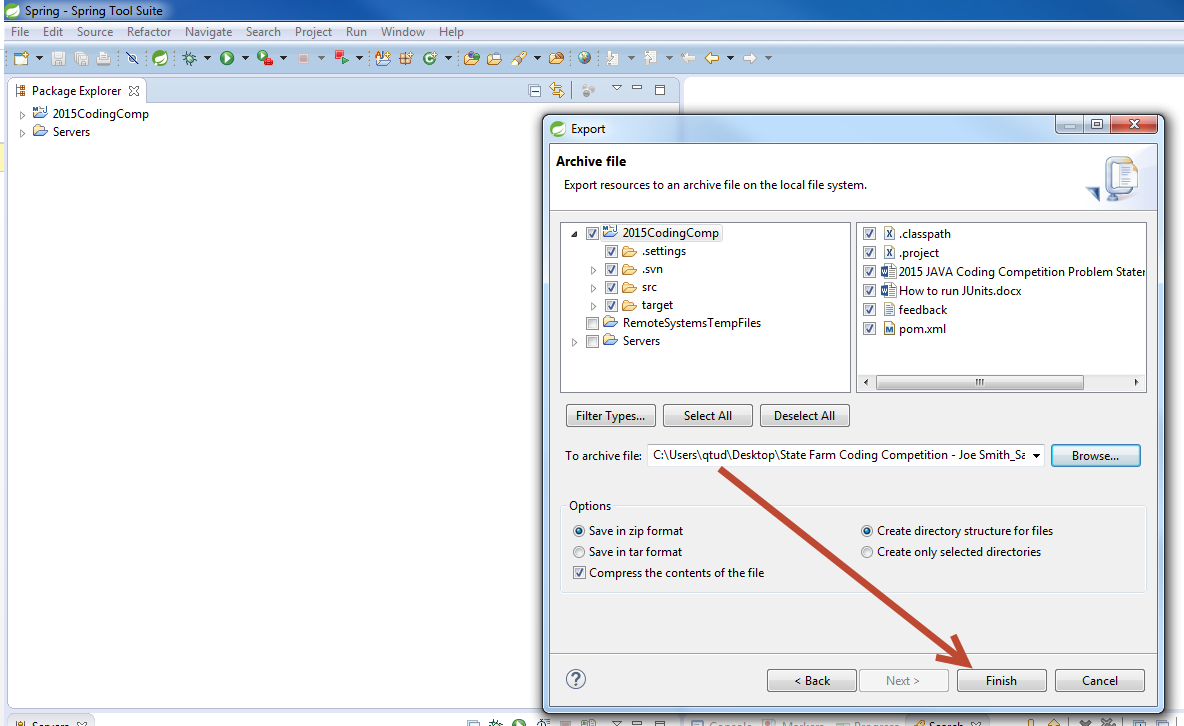 Spring - Spring Tool Suite
File Edit Source Refactor Navigate Search Project Run Window Help
Package Explorer
2015CodingComp
Servers
Export
Archive file
Export resources to an archive file on the local file system.
2015CodingComp
.settings
.svn
src
target
RemoteSystemsTempFiles
Servers
.classpath
.project
2015 JAVA Coding Competition Problem Stater
How to run JUnits.docx
feedback
pom.xml
Filter Types... Select All Deselect All
To archive file: C:\Users\qtud\Desktop\State Farm Coding Competition - Joe Smith_Sa Browse...
Options
Save in zip format Create directory structure for files
Save in tar format Create only selected directories
Compress the contents of the file
< Back Next > Finish Cancel
Servers Console Markers Progress Search